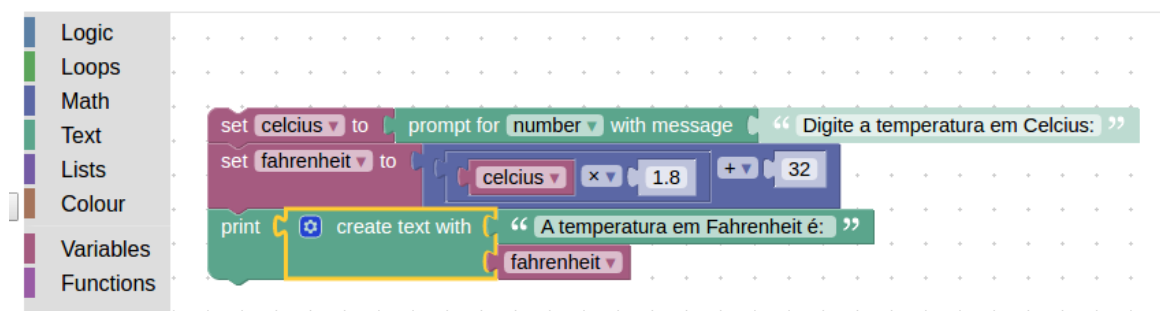 Logic
Loops
Math
Text
Lists
Colour
Variables
Functions
set celcius ▾ to prompt for number ▾ with message “ Digite a temperatura em Celcius: ”
set fahrenheit ▾ to celcius ▾ × ▾ 1.8 + ▾ 32
print create text with “ A temperatura em Fahrenheit é: ”
fahrenheit ▾